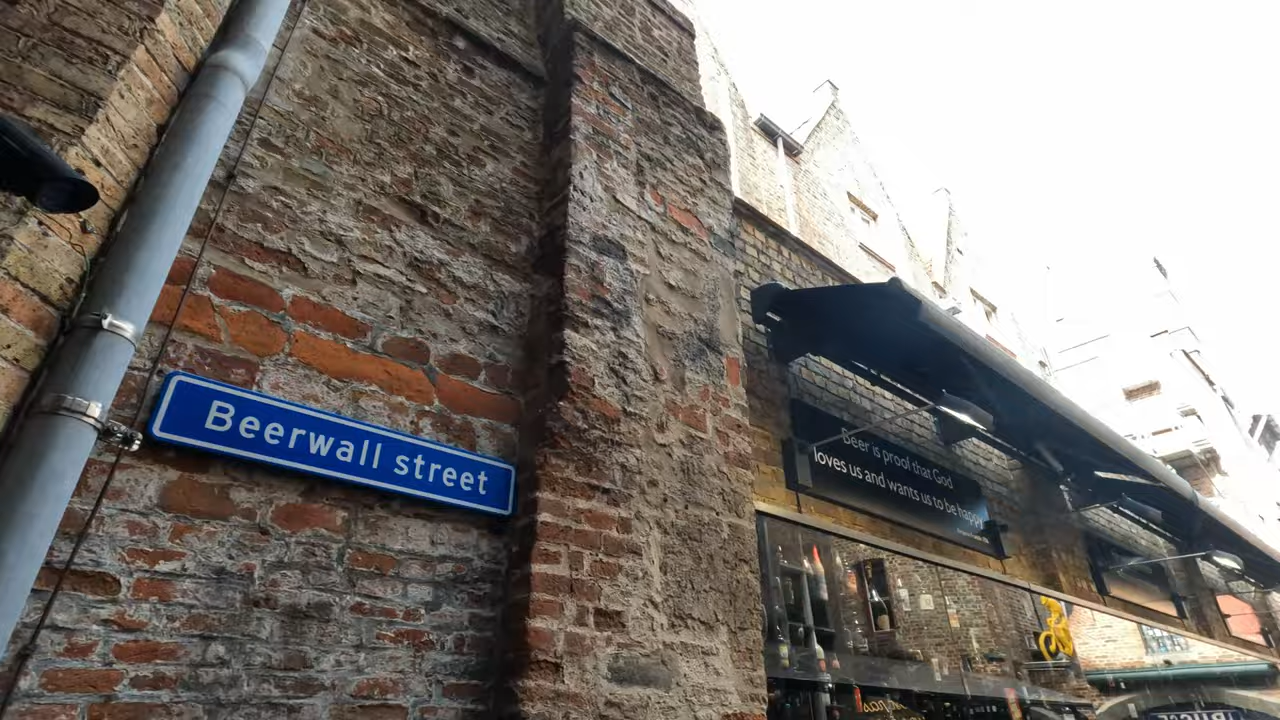 Beerwall street
Beer is proof that God
loves us and wants us to be happy